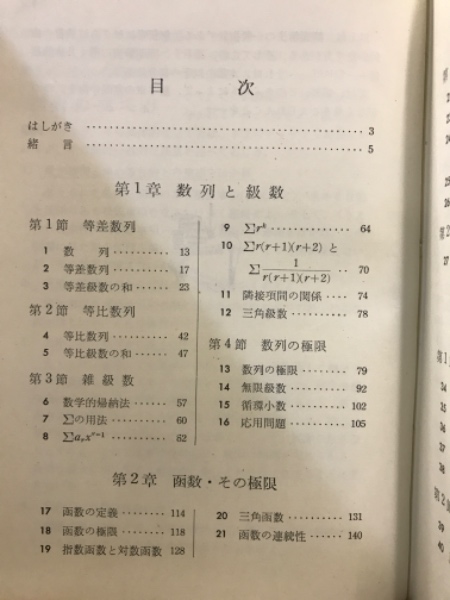 目 次
はしがき ………… 3
緒 言 ………… 5
第1章 数列と級数
第1節 等差数列
1 数 列 ………… 13
2 等差数列 ………… 17
3 等差級数の和 ………… 23
第2節 等比数列
4 等比数列 ………… 42
5 等比級数の和 ………… 47
第3節 雑級数
6 数学的帰納法 ………… 57
7 Σの用法 ………… 60
8 Σaᵣxʳ⁻¹ ………… 62
9 Σrᵏ ………… 64
10 Σr(r+1)(r+2) と
Σ 1/r(r+1)(r+2) ‥ 70
11 隣接項間の関係 …… 74
12 三角級数 ………… 78
第4節 数列の極限
13 数列の極限 ………… 79
14 無限級数 ………… 92
15 循環小数 ………… 102
16 応用問題 ………… 105
第2章 函数・その極限
17 函数の定義 ……… 114
18 函数の極限 ……… 118
19 指数函数と対数函数 128
20 三角函数 ………… 131
21 函数の連続性 …… 140